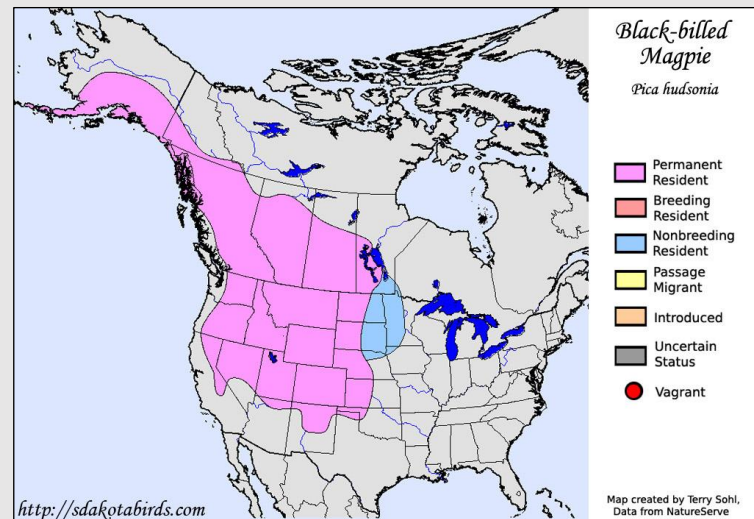 Black-billed
Magpie
Pica hudsonia
Permanent
Resident
Breeding
Resident
Nonbreeding
Resident
Passage
Migrant
Introduced
Uncertain
Status
Vagrant
http://sdakotabirds.com
Map created by Terry Sohl,
Data from NatureServe